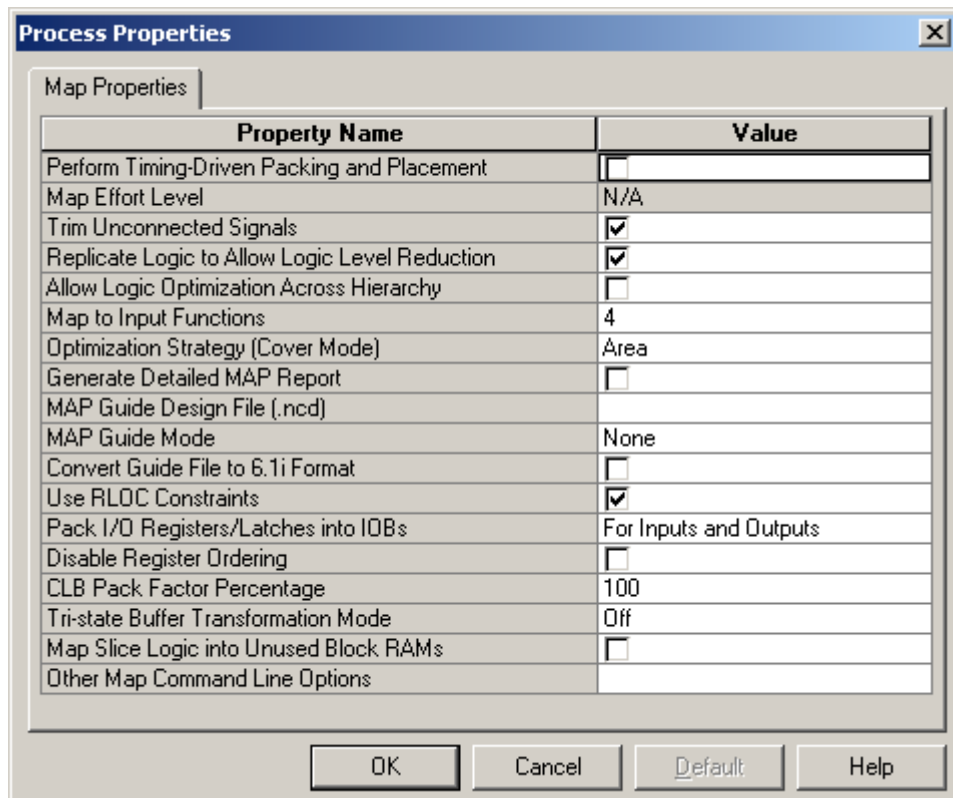 Process Properties
Map Properties
Property Name Value
Perform Timing-Driven Packing and Placement
Map Effort Level N/A
Trim Unconnected Signals
Replicate Logic to Allow Logic Level Reduction
Allow Logic Optimization Across Hierarchy
Map to Input Functions 4
Optimization Strategy (Cover Mode) Area
Generate Detailed MAP Report
MAP Guide Design File (.ncd)
MAP Guide Mode None
Convert Guide File to 6.1i Format
Use RLOC Constraints
Pack I/O Registers/Latches into IOBs For Inputs and Outputs
Disable Register Ordering
CLB Pack Factor Percentage 100
Tri-state Buffer Transformation Mode Off
Map Slice Logic into Unused Block RAMs
Other Map Command Line Options
OK Cancel Default Help